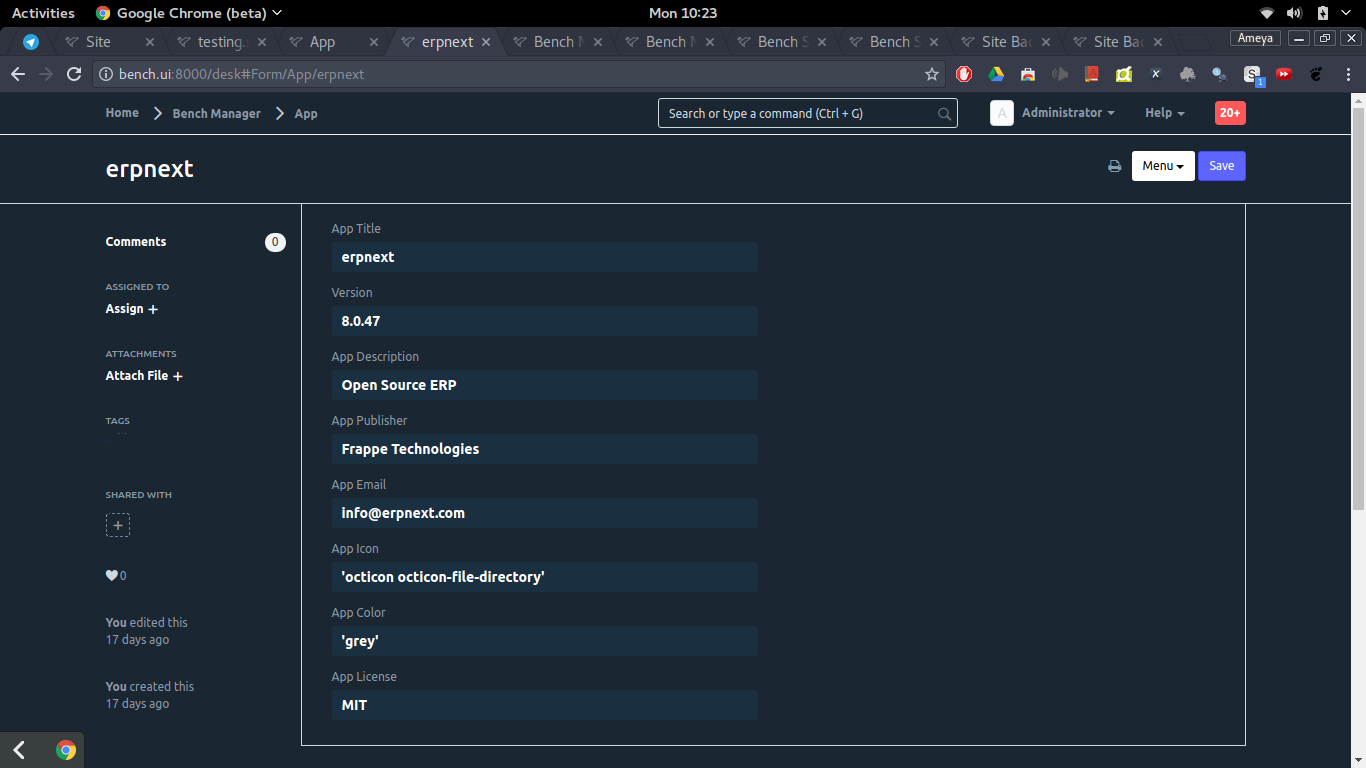 Activities Google Chrome (beta) Mon 10:23
Site testing. App erpnext Bench Bench Bench S Bench S Site Bac Site Bac Ameya
bench.ui:8000/desk#Form/App/erpnext
Home Bench Manager App Search or type a command (Ctrl + G) A Administrator Help 20+
erpnext Menu Save
Comments 0
ASSIGNED TO
Assign +
ATTACHMENTS
Attach File +
TAGS
SHARED WITH
+
0
You edited this
17 days ago
You created this
17 days ago
App Title
erpnext
Version
8.0.47
App Description
Open Source ERP
App Publisher
Frappe Technologies
App Email
info@erpnext.com
App Icon
'octicon octicon-file-directory'
App Color
'grey'
App License
MIT